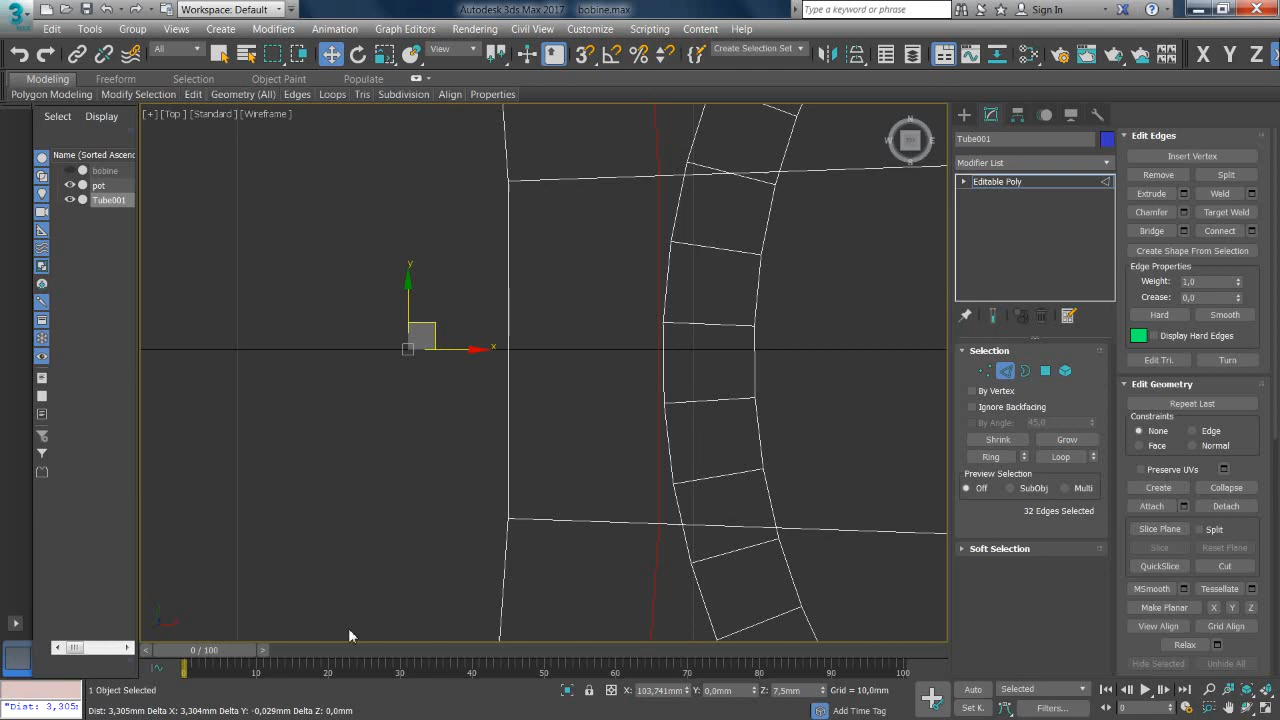 Workspace: Default
Autodesk 3ds Max 2017 bobine.max
Type a keyword or phrase
Sign In
Edit Tools Group Views Create Modifiers Animation Graph Editors Rendering Civil View Customize Scripting Content Help
All
View
Create Selection Set
X Y Z
Modeling Freeform Selection Object Paint Populate
Polygon Modeling Modify Selection Edit Geometry (All) Edges Loops Tris Subdivision Align Properties
Select Display
Name (Sorted Ascen
bobine
pot
Tube001
[+] [Top ] [Standard ] [Wireframe ]
y
x
N
W
E
S
Tube001
Modifier List
Editable Poly
Selection
By Vertex
Ignore Backfacing
By Angle: 45,0
Shrink Grow
Ring Loop
Preview Selection
Off SubObj Multi
32 Edges Selected
Soft Selection
Edit Edges
Insert Vertex
Remove Split
Extrude Weld
Chamfer Target Weld
Bridge Connect
Create Shape From Selection
Edge Properties
Weight: 1,0
Crease: 0,0
Hard Smooth
Display Hard Edges
Edit Tri. Turn
Edit Geometry
Repeat Last
Constraints
None Edge
Face Normal
Preserve UVs
Create Collapse
Attach Detach
Slice Plane Split
Slice Reset Plane
QuickSlice Cut
MSmooth Tessellate
Make Planar X Y Z
View Align Grid Align
Relax
Hide Selected Unhide All
0 / 100
0 10 20 30 40 50 60 70 80 90 100
1 Object Selected
X: 103,741mm Y: 0,0mm Z: 7,5mm Grid = 10,0mm
Auto Selected
"Dist: 3,305m
Dist: 3,305mm Delta X: 3,304mm Delta Y: -0,029mm Delta Z: 0,0mm
Add Time Tag
Set K. Filters...
0